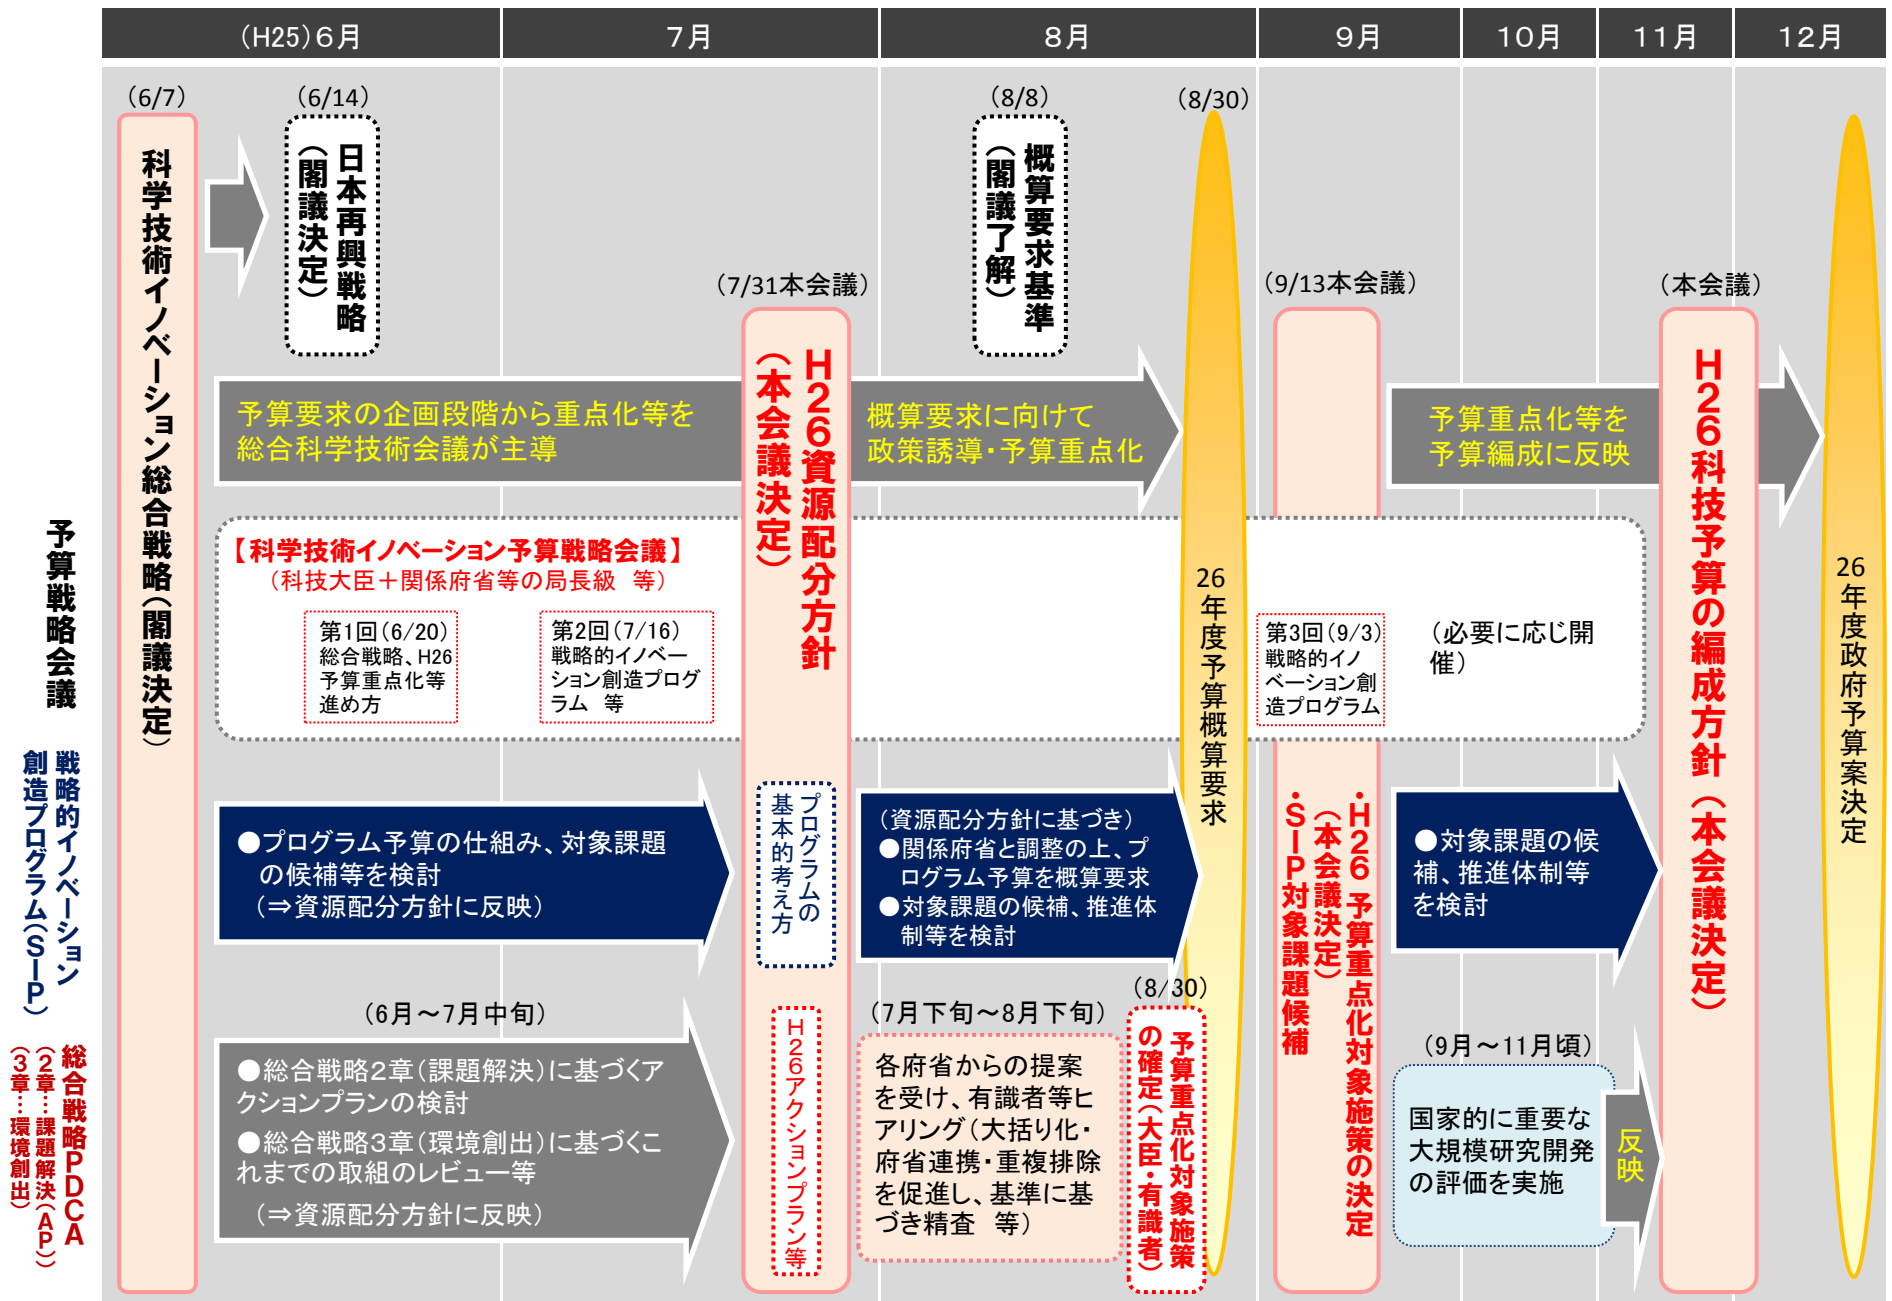 (H25)6月
7月
8月
9月
10月
11月
12月
(6/7)
科学技術イノベーション総合戦略(閣議決定)
(6/14)
日本再興戦略
(閣議決定)
(8/8)
概算要求基準
(閣議了解)
(8/30)
(7/31本会議)
H26資源配分方針
(本会議決定)
(9/13本会議)
(本会議)
H26科技予算の編成方針(本会議決定)
予算要求の企画段階から重点化等を
総合科学技術会議が主導
概算要求に向けて
政策誘導・予算重点化
予算重点化等を
予算編成に反映
26年度予算概算要求
26年度政府予算案決定
予算戦略会議
【科学技術イノベーション予算戦略会議】
(科技大臣+関係府省等の局長級 等)
第1回(6/20)
総合戦略、H26
予算重点化等
進め方
第2回(7/16)
戦略的イノベー
ション創造プログ
ラム 等
第3回(9/3)
戦略的イノ
ベーション創
造プログラム
(必要に応じ開
催)
戦略的イノベーション
創造プログラム(SIP)
●プログラム予算の仕組み、対象課題
の候補等を検討
(⇒資源配分方針に反映)
プログラムの
基本的考え方
(資源配分方針に基づき)
●関係府省と調整の上、プ
ログラム予算を概算要求
●対象課題の候補、推進体
制等を検討
・H26 予算重点化対象施策の決定
(本会議決定)
・SIP対象課題候補
●対象課題の候
補、推進体制等
を検討
総合戦略PDCA
(2章…課題解決(AP)
(3章…環境創出)
(6月~7月中旬)
●総合戦略2章(課題解決)に基づくア
クションプランの検討
●総合戦略3章(環境創出)に基づくこ
れまでの取組のレビュー等
(⇒資源配分方針に反映)
H26アクションプラン等
(7月下旬~8月下旬)
各府省からの提案
を受け、有識者等ヒ
アリング(大括り化・
府省連携・重複排除
を促進し、基準に基
づき精査 等)
(8/30)
予算重点化対象施策
の確定(大臣・有識者)
(9月~11月頃)
国家的に重要な
大規模研究開発
の評価を実施
反映